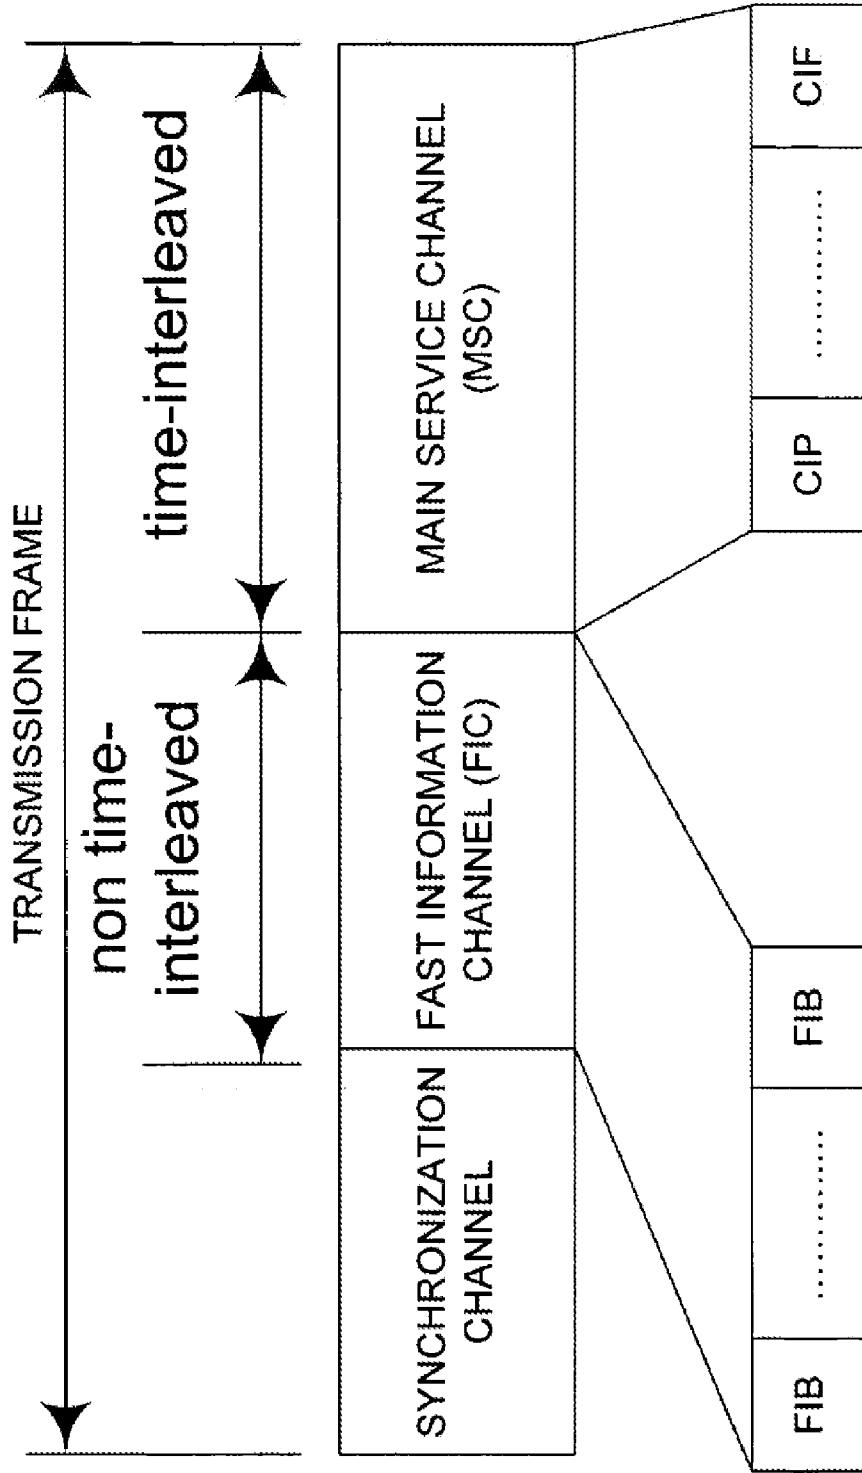 TRANSMISSION FRAME
non time-
interleaved
time-interleaved
SYNCHRONIZATION
CHANNEL
FAST INFORMATION
CHANNEL (FIC)
MAIN SERVICE CHANNEL
(MSC)
FIB
............
FIB
CIP
............
CIF